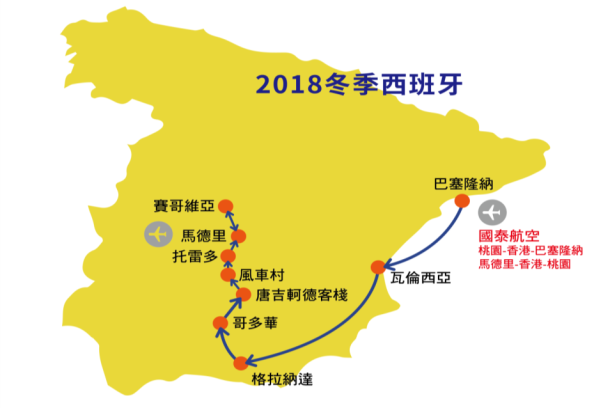 2018冬季西班牙
巴塞隆納
國泰航空
桃園-香港-巴塞隆納
馬德里-香港-桃園
賽哥維亞
馬德里
托雷多
風車村
瓦倫西亞
唐吉軻德客棧
哥多華
格拉納達